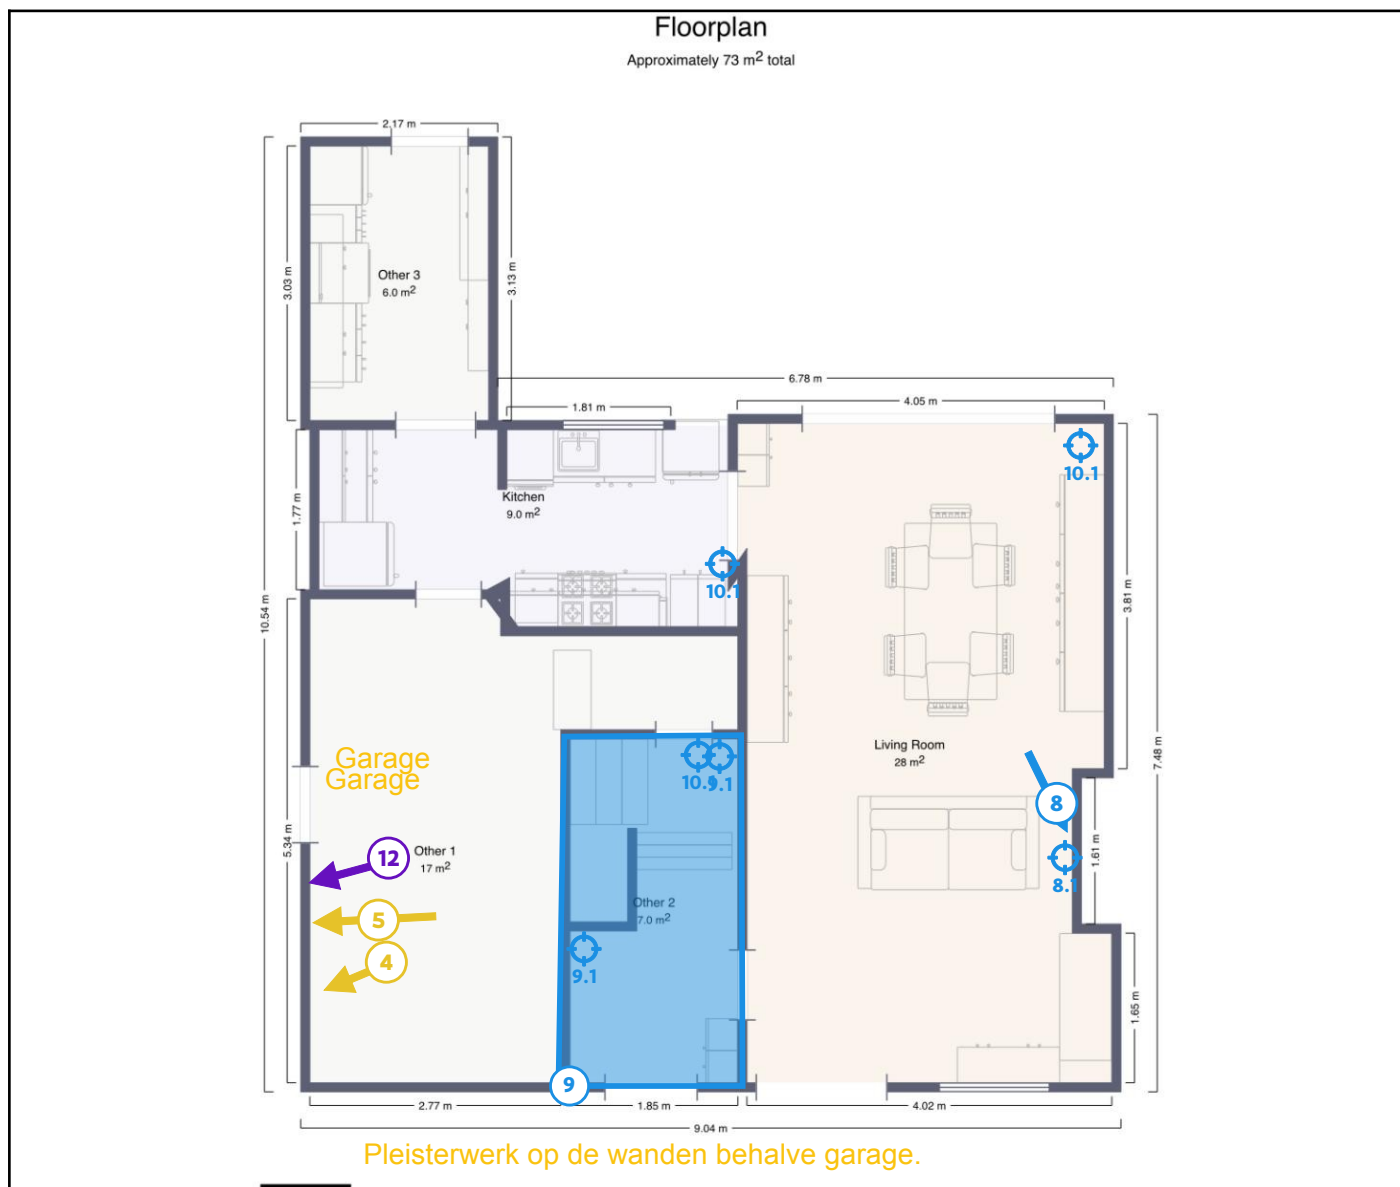 Floorplan
Approximately 73 m² total
2.17 m
3.03 m
Other 3
6.0 m²
3.13 m
6.78 m
1.81 m
4.05 m
10.1
1.77 m
Kitchen
9.0 m²
10.1
3.81 m
10.54 m
Living Room
28 m²
7.48 m
Garage
Garage
10.1
9.1
8
5.34 m
12
Other 1
17 m²
1.61 m
8.1
5
Other 2
7.0 m²
4
9.1
1.65 m
9
2.77 m
1.85 m
4.02 m
9.04 m
Pleisterwerk op de wanden behalve garage.